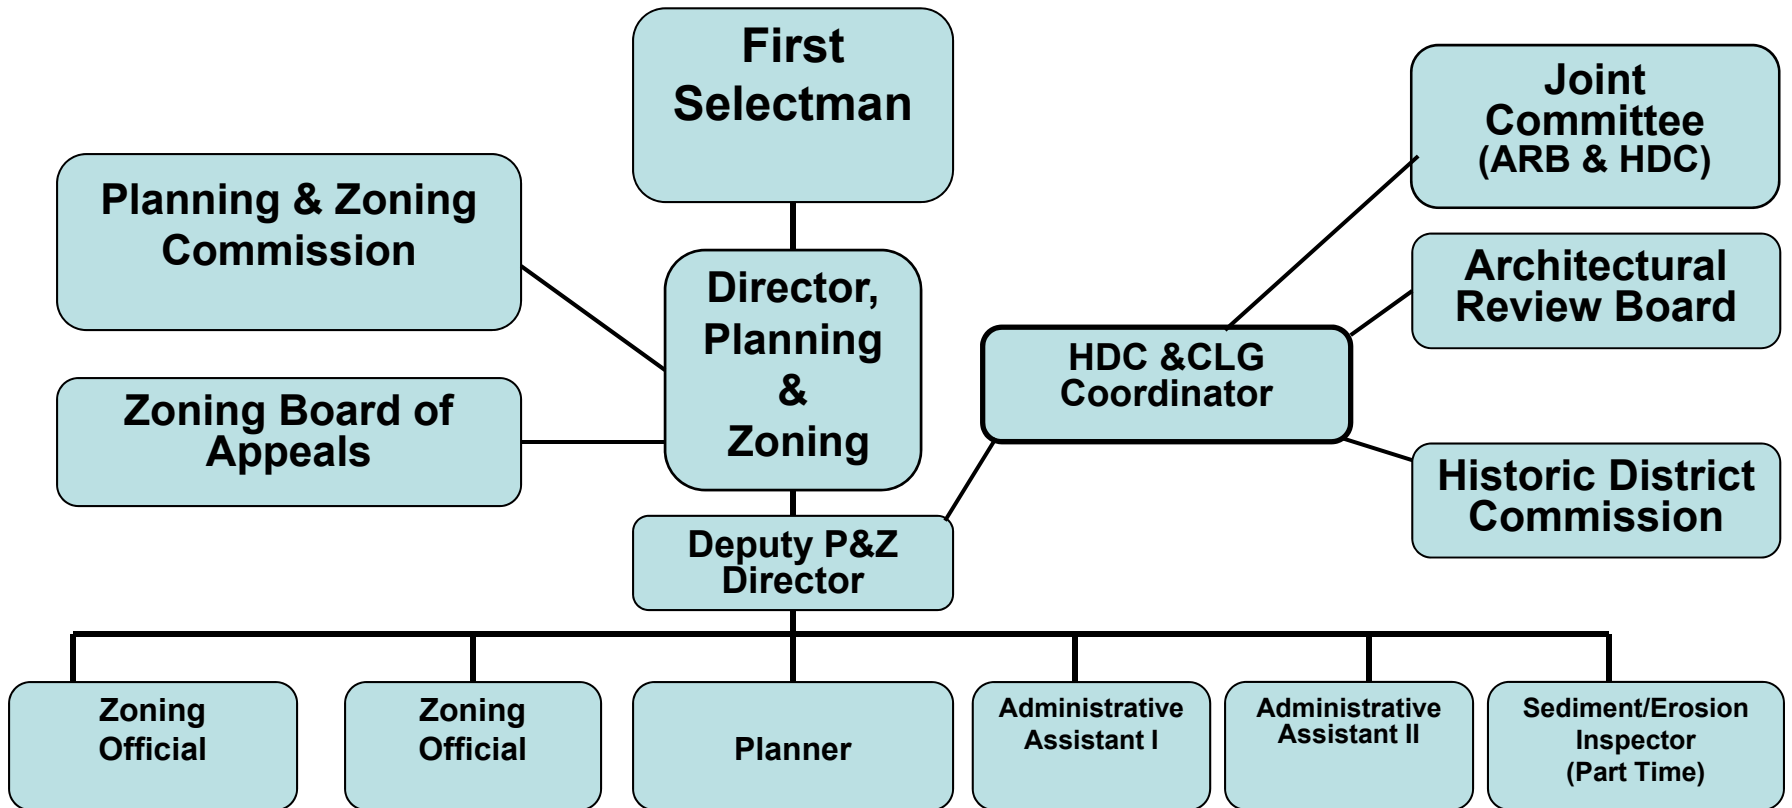 First
Selectman
Joint
Committee
(ARB & HDC)
Planning & Zoning
Commission
Director,
Planning
&
Zoning
Architectural
Review Board
HDC &CLG
Coordinator
Zoning Board of
Appeals
Historic District
Commission
Deputy P&Z
Director
Zoning
Official
Zoning
Official
Planner
Administrative
Assistant I
Administrative
Assistant II
Sediment/Erosion
Inspector
(Part Time)